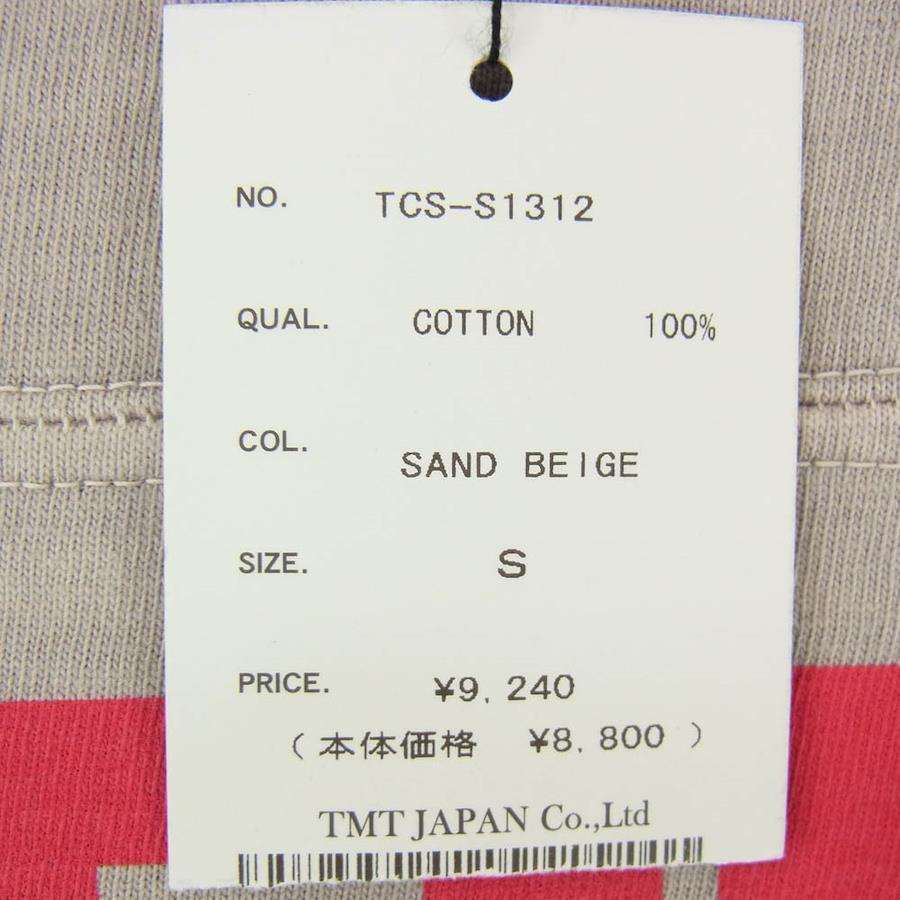 NO. TCS-S1312
QUAL. COTTON 100%
COL. SAND BEIGE
SIZE. S
PRICE. ¥9,240
(本体価格 ¥8,800)
TMT JAPAN Co.,Ltd